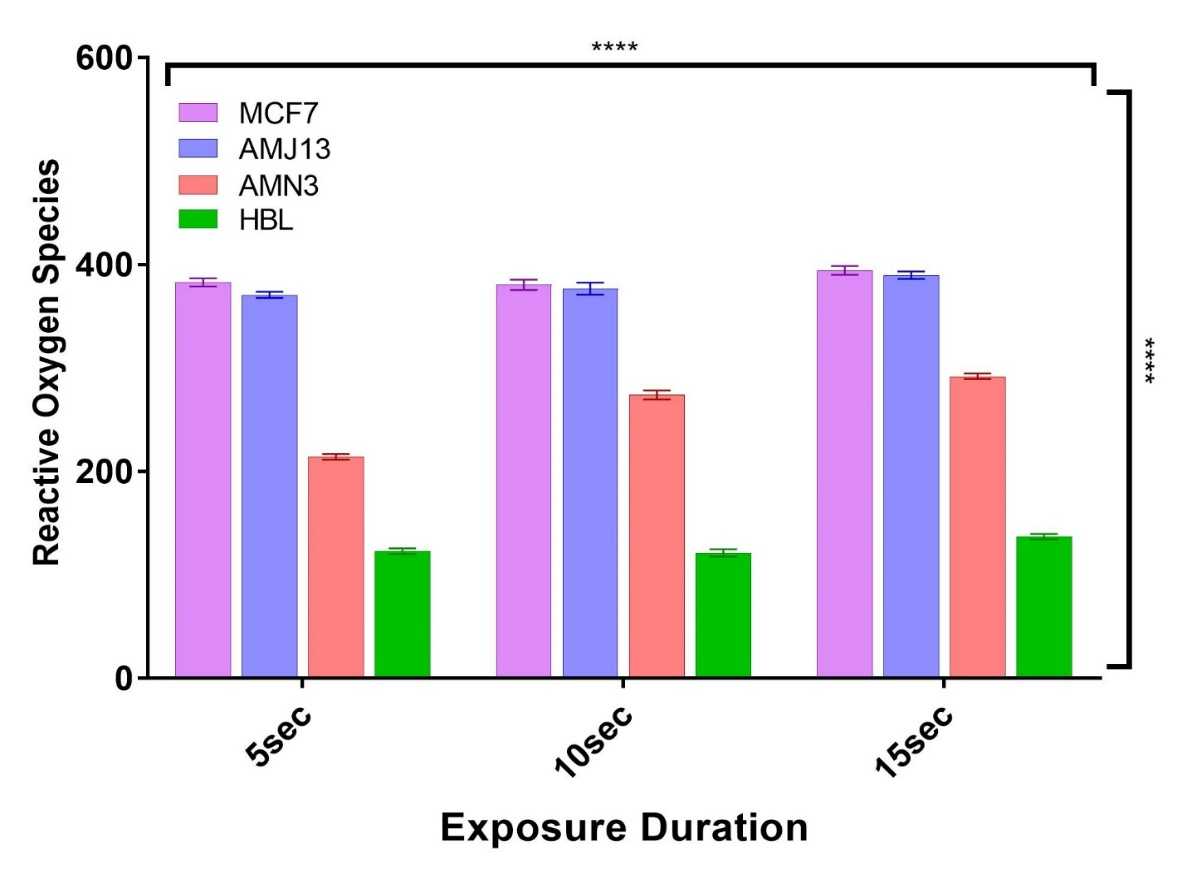 ****
600
400
200
0
Reactive Oxygen Species
MCF7
AMJ13
AMN3
HBL
****
5sec
10sec
15sec
Exposure Duration